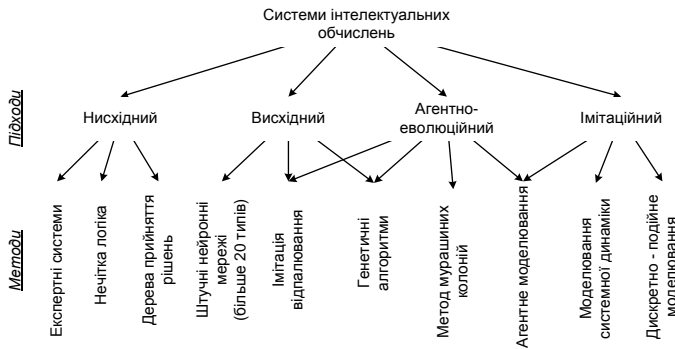 Системи інтелектуальних
обчислень
Підходи
Нисхідний
Висхідний
Агентно-
еволюційний
Імітаційний
Методи
Експертні системи
Нечітка логіка
Дерева прийняття
рішень
Штучні нейронні
мережі
(більше 20 типів)
Імітація
відпалювання
Генетичні
алгоритми
Метод мурашиних
колоній
Агентне моделювання
Моделювання
системної динаміки
Дискретно - подійне
моделювання